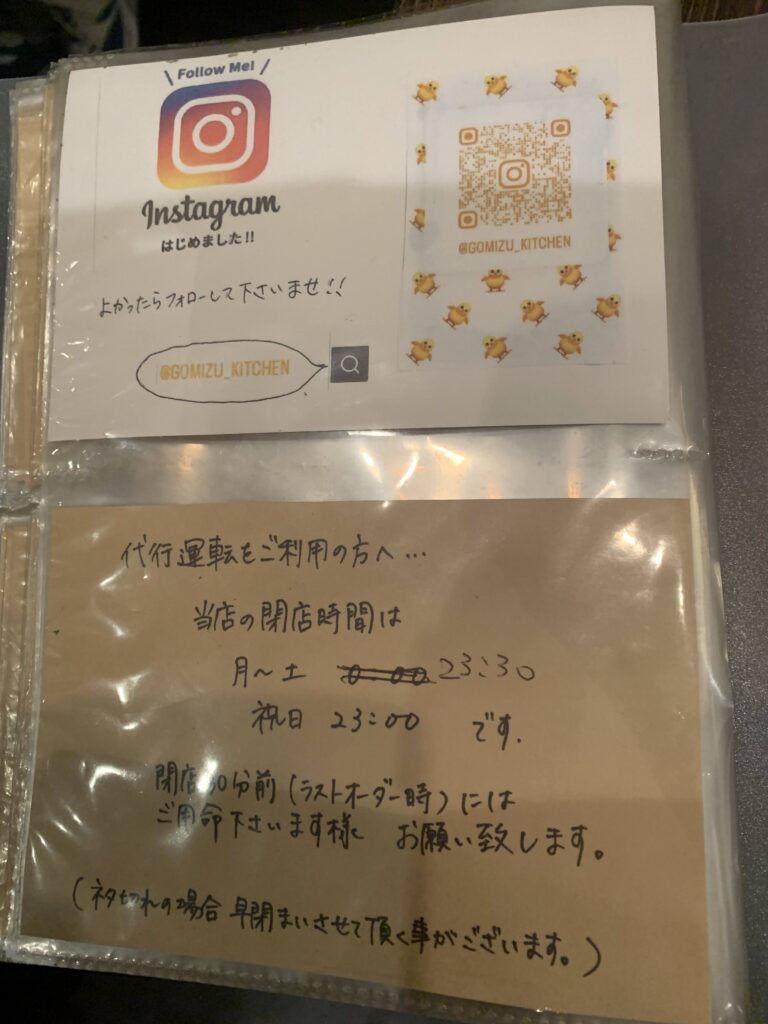 \ Follow Me! /
Instagram
はじめました!!
よかったらフォローして下さいませ!!
@GOMIZU_KITCHEN
@GOMIZU_KITCHEN
代行運転をご利用の方へ…
当店の閉店時間は
月〜土 0:00 23:30
祝日 23:00 です.
閉店30分前(ラストオーダー時)には
ご用命下さいます様 お願い致します。
(ネタ切れの場合 早閉まいさせて頂く事がございます。)